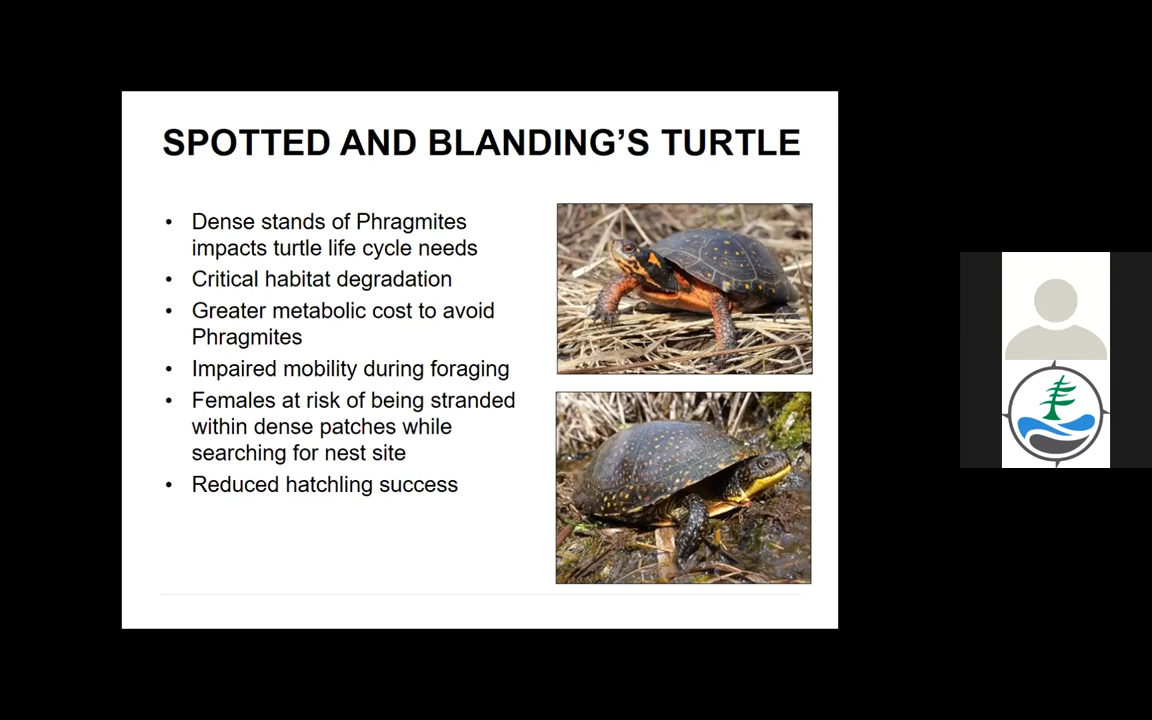 SPOTTED AND BLANDING’S TURTLE
• Dense stands of Phragmites
impacts turtle life cycle needs
• Critical habitat degradation
• Greater metabolic cost to avoid
Phragmites
• Impaired mobility during foraging
• Females at risk of being stranded
within dense patches while
searching for nest site
• Reduced hatchling success